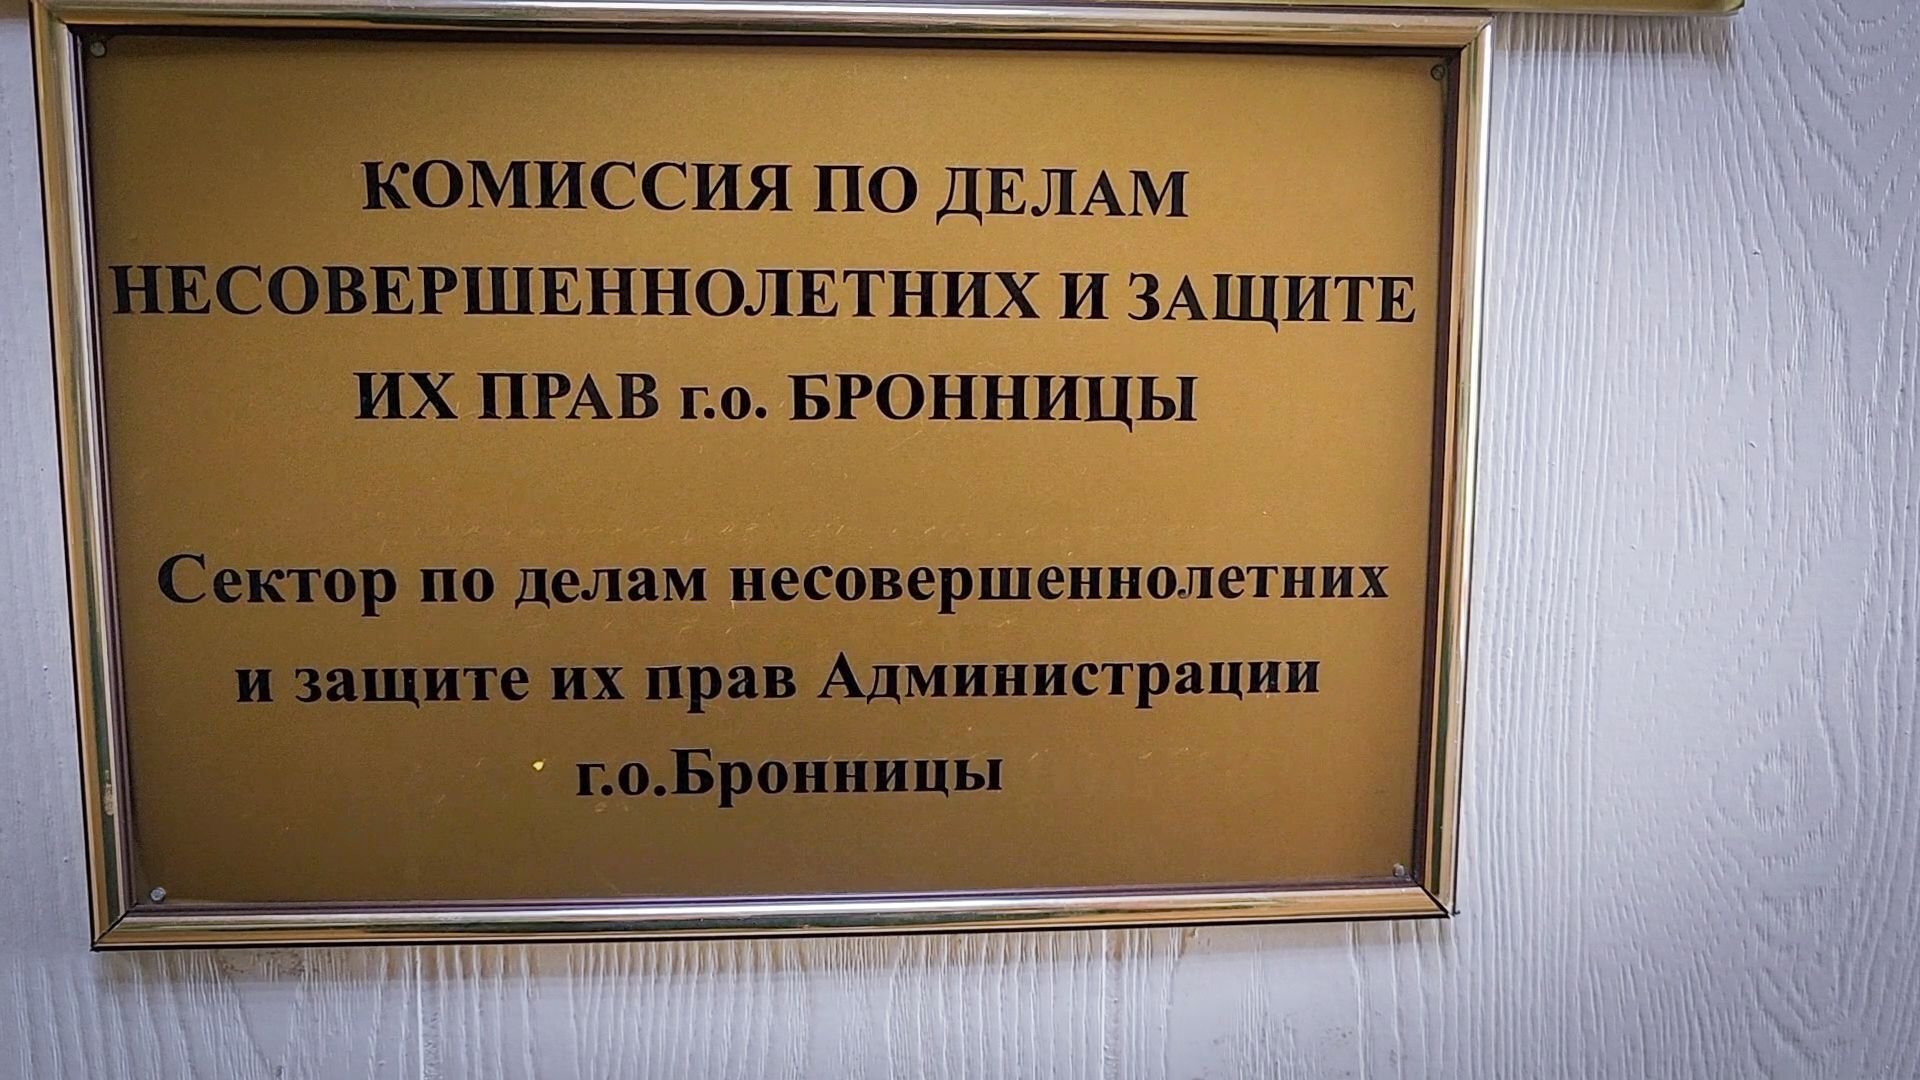 КОМИССИЯ ПО ДЕЛАМ
НЕСОВЕРШЕННОЛЕТНИХ И ЗАЩИТЕ
ИХ ПРАВ г.о. БРОННИЦЫ
Сектор по делам несовершеннолетних
и защите их прав Администрации
г.о.Бронницы